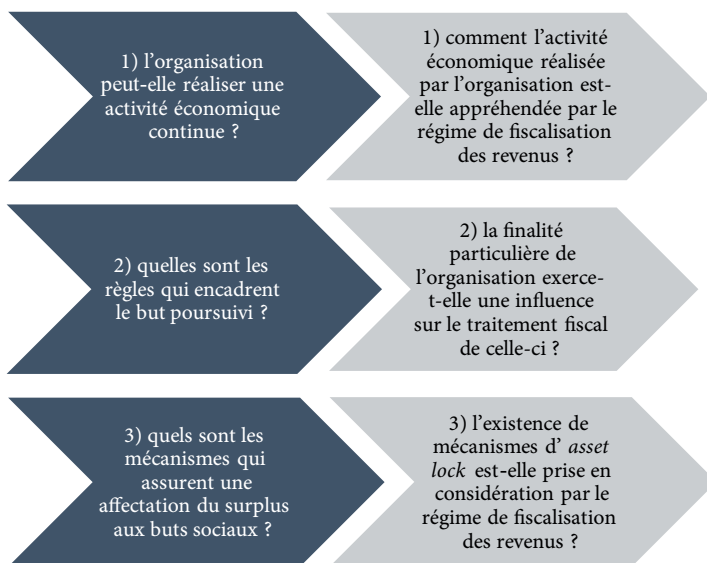 1) l'organisation
peut-elle réaliser une
activité économique
continue ?
1) comment l'activité
économique réalisée
par l'organisation est-
elle appréhendée par le
régime de fiscalisation
des revenus ?
2) quelles sont les
règles qui encadrent
le but poursuivi ?
2) la finalité
particulière de
l'organisation exerce-
t-elle une influence
sur le traitement fiscal
de celle-ci ?
3) quels sont les
mécanismes qui
assurent une
affectation du surplus
aux buts sociaux ?
3) l'existence de
mécanismes d' asset
lock est-elle prise en
considération par le
régime de fiscalisation
des revenus ?